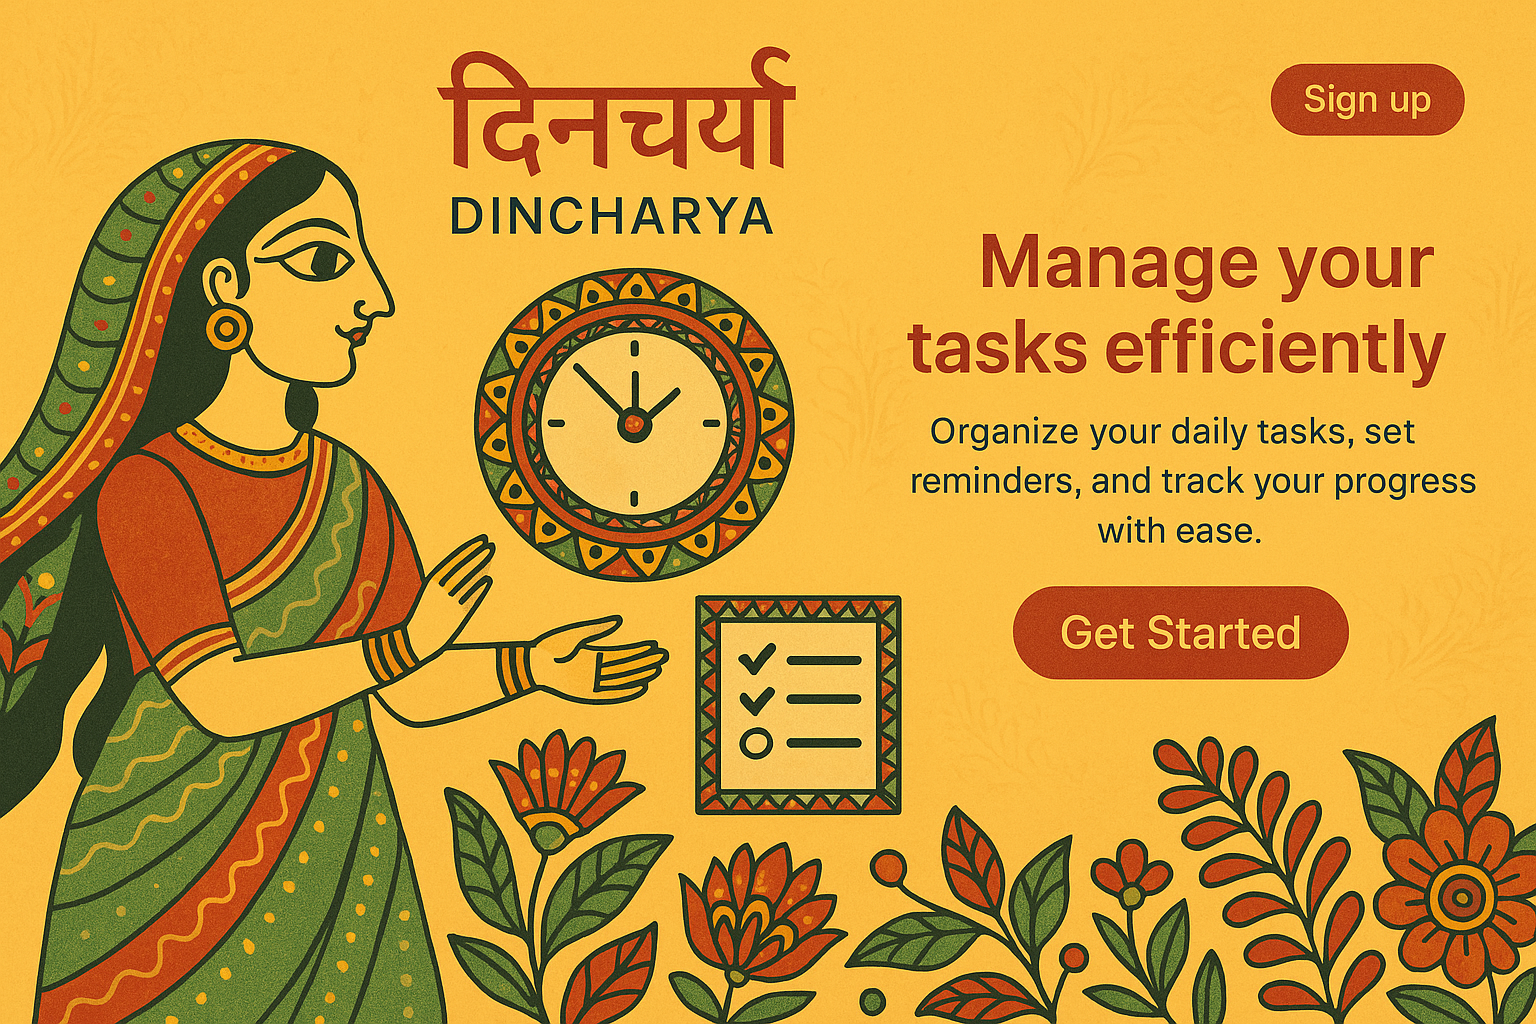 दिनचर्या
DINCHARYA
Sign up
Manage your
tasks efficiently
Organize your daily tasks, set
reminders, and track your progress
with ease.
Get Started